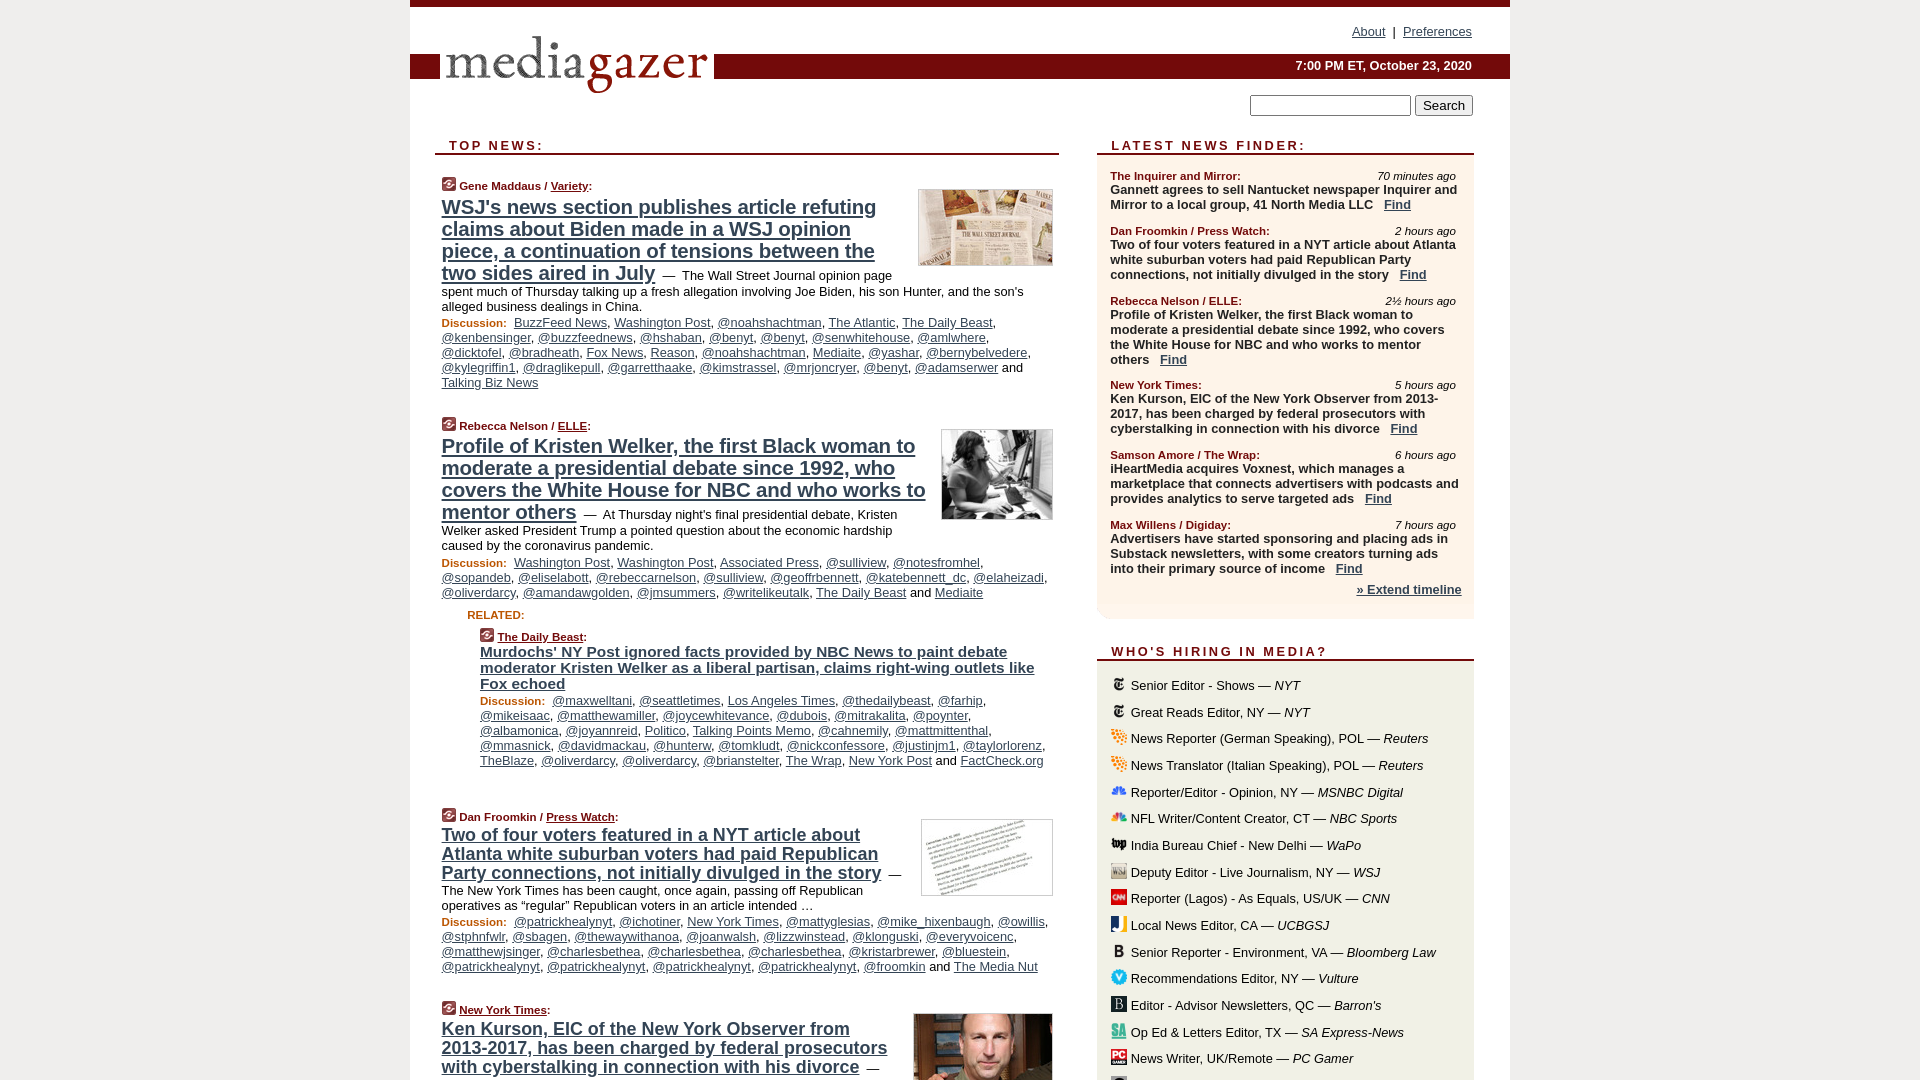 About | Preferences
mediagazer
7:00 PM ET, October 23, 2020
Search
TOP NEWS:
Gene Maddaus / Variety:
WSJ's news section publishes article refuting
claims about Biden made in a WSJ opinion
piece, a continuation of tensions between the
two sides aired in July — The Wall Street Journal opinion page
spent much of Thursday talking up a fresh allegation involving Joe Biden, his son Hunter, and the son's
alleged business dealings in China.
Discussion: BuzzFeed News, Washington Post, @noahshachtman, The Atlantic, The Daily Beast,
@kenbensinger, @buzzfeednews, @hshaban, @benyt, @benyt, @senwhitehouse, @amlwhere,
@dicktofel, @bradheath, Fox News, Reason, @noahshachtman, Mediaite, @yashar, @bernybelvedere,
@kylegriffin1, @draglikepull, @garretthaake, @kimstrassel, @mrjoncryer, @benyt, @adamserwer and
Talking Biz News
THE WALL STREET JOURNAL
Rebecca Nelson / ELLE:
Profile of Kristen Welker, the first Black woman to
moderate a presidential debate since 1992, who
covers the White House for NBC and who works to
mentor others — At Thursday night's final presidential debate, Kristen
Welker asked President Trump a pointed question about the economic hardship
caused by the coronavirus pandemic.
Discussion: Washington Post, Washington Post, Associated Press, @sulliview, @notesfromhel,
@sopandeb, @eliselabott, @rebeccarnelson, @sulliview, @geoffrbennett, @katebennett_dc, @elaheizadi,
@oliverdarcy, @amandawgolden, @jmsummers, @writelikeutalk, The Daily Beast and Mediaite
RELATED:
The Daily Beast:
Murdochs' NY Post ignored facts provided by NBC News to paint debate
moderator Kristen Welker as a liberal partisan, claims right-wing outlets like
Fox echoed
Discussion: @maxwelltani, @seattletimes, Los Angeles Times, @thedailybeast, @farhip,
@mikeisaac, @matthewamiller, @joycewhitevance, @dubois, @mitrakalita, @poynter,
@albamonica, @joyannreid, Politico, Talking Points Memo, @cahnemily, @mattmittenthal,
@mmasnick, @davidmackau, @hunterw, @tomkludt, @nickconfessore, @justinjm1, @taylorlorenz,
TheBlaze, @oliverdarcy, @oliverdarcy, @brianstelter, The Wrap, New York Post and FactCheck.org
Dan Froomkin / Press Watch:
Two of four voters featured in a NYT article about
Atlanta white suburban voters had paid Republican
Party connections, not initially divulged in the story —
The New York Times has been caught, once again, passing off Republican
operatives as “regular” Republican voters in an article intended …
Discussion: @patrickhealynyt, @ichotiner, New York Times, @mattyglesias, @mike_hixenbaugh, @owillis,
@stphnfwlr, @sbagen, @thewaywithanoa, @joanwalsh, @lizzwinstead, @klonguski, @everyvoicenc,
@matthewjsinger, @charlesbethea, @charlesbethea, @charlesbethea, @kristarbrewer, @bluestein,
@patrickhealynyt, @patrickhealynyt, @patrickhealynyt, @patrickhealynyt, @froomkin and The Media Nut
New York Times:
Ken Kurson, EIC of the New York Observer from
2013-2017, has been charged by federal prosecutors
with cyberstalking in connection with his divorce —
LATEST NEWS FINDER:
The Inquirer and Mirror: 70 minutes ago
Gannett agrees to sell Nantucket newspaper Inquirer and
Mirror to a local group, 41 North Media LLC Find
Dan Froomkin / Press Watch: 2 hours ago
Two of four voters featured in a NYT article about Atlanta
white suburban voters had paid Republican Party
connections, not initially divulged in the story Find
Rebecca Nelson / ELLE: 2½ hours ago
Profile of Kristen Welker, the first Black woman to
moderate a presidential debate since 1992, who covers
the White House for NBC and who works to mentor
others Find
New York Times: 5 hours ago
Ken Kurson, EIC of the New York Observer from 2013-
2017, has been charged by federal prosecutors with
cyberstalking in connection with his divorce Find
Samson Amore / The Wrap: 6 hours ago
iHeartMedia acquires Voxnest, which manages a
marketplace that connects advertisers with podcasts and
provides analytics to serve targeted ads Find
Max Willens / Digiday: 7 hours ago
Advertisers have started sponsoring and placing ads in
Substack newsletters, with some creators turning ads
into their primary source of income Find
» Extend timeline
WHO'S HIRING IN MEDIA?
Senior Editor - Shows — NYT
Great Reads Editor, NY — NYT
News Reporter (German Speaking), POL — Reuters
News Translator (Italian Speaking), POL — Reuters
Reporter/Editor - Opinion, NY — MSNBC Digital
NFL Writer/Content Creator, CT — NBC Sports
wp India Bureau Chief - New Delhi — WaPo
WSJ Deputy Editor - Live Journalism, NY — WSJ
CNN Reporter (Lagos) - As Equals, US/UK — CNN
Local News Editor, CA — UCBGSJ
B Senior Reporter - Environment, VA — Bloomberg Law
Recommendations Editor, NY — Vulture
B Editor - Advisor Newsletters, QC — Barron's
SA Op Ed & Letters Editor, TX — SA Express-News
PC GAMER News Writer, UK/Remote — PC Gamer